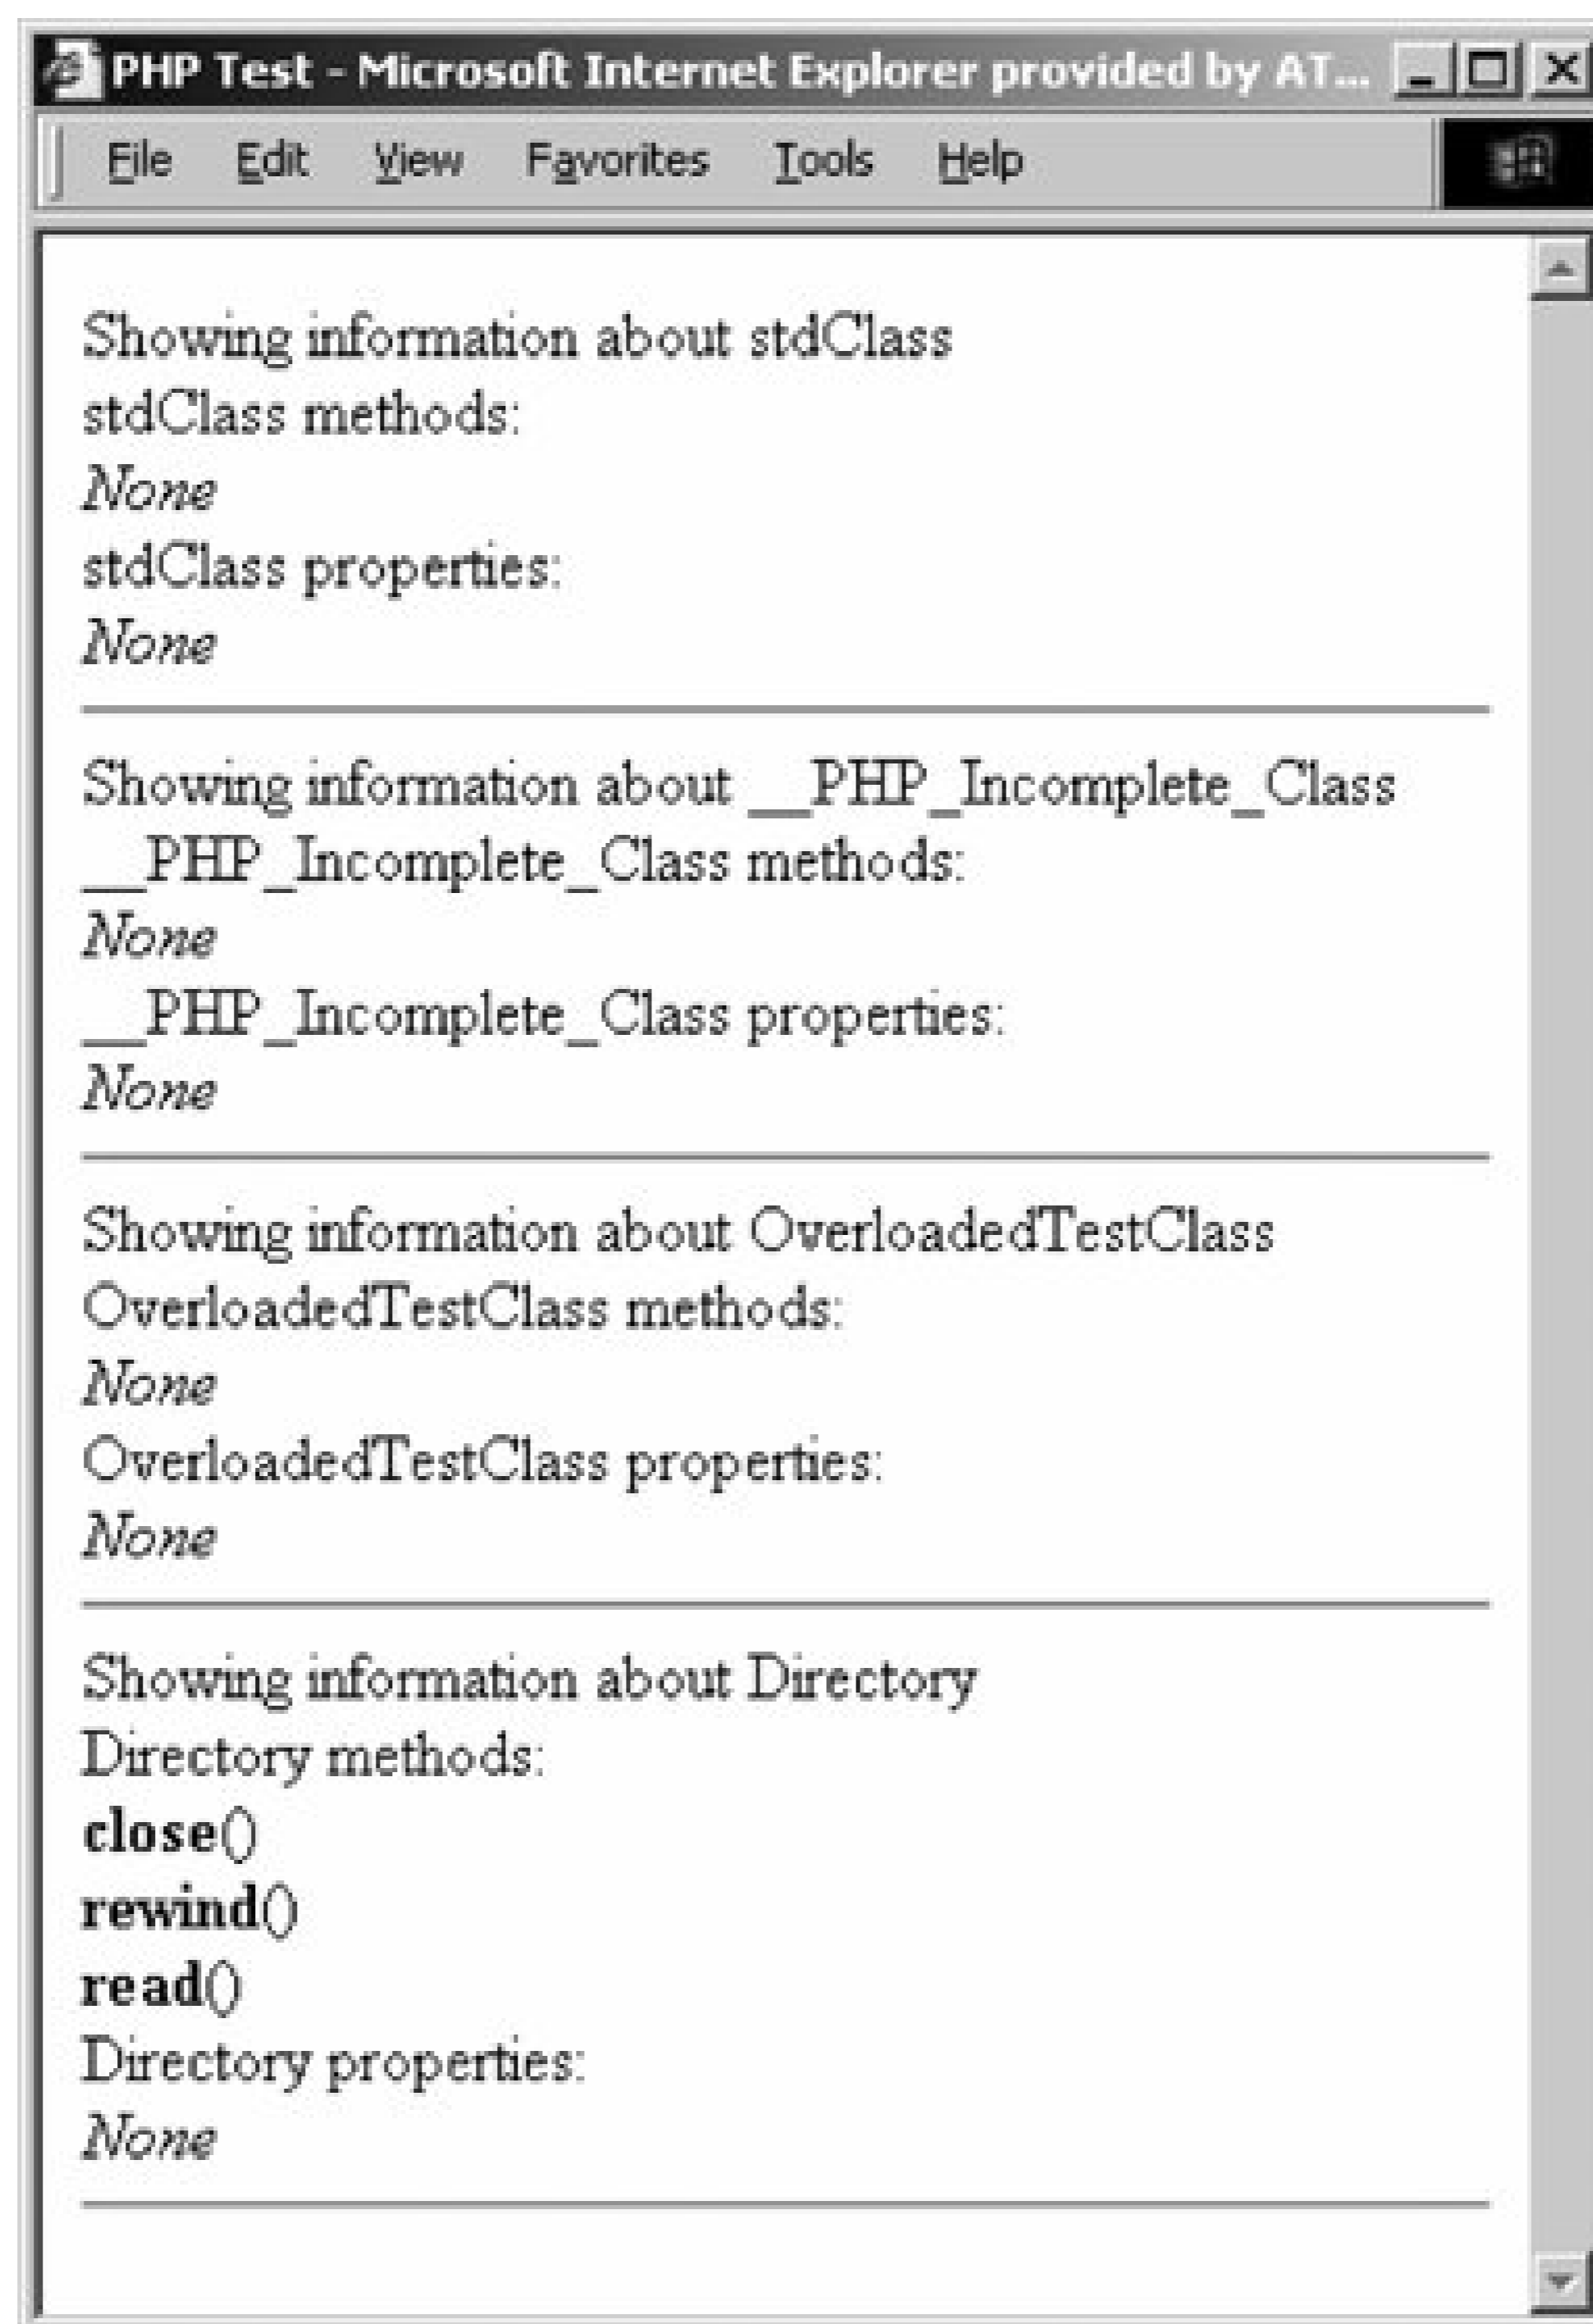 PHP Test - Microsoft Internet Explorer provided by AT...
File Edit View Favorites Tools Help
Showing information about stdClass
stdClass methods:
None
stdClass properties:
None
Showing information about __PHP_Incomplete_Class
__PHP_Incomplete_Class methods:
None
__PHP_Incomplete_Class properties:
None
Showing information about OverloadedTestClass
OverloadedTestClass methods:
None
OverloadedTestClass properties:
None
Showing information about Directory
Directory methods:
close()
rewind()
read()
Directory properties:
None